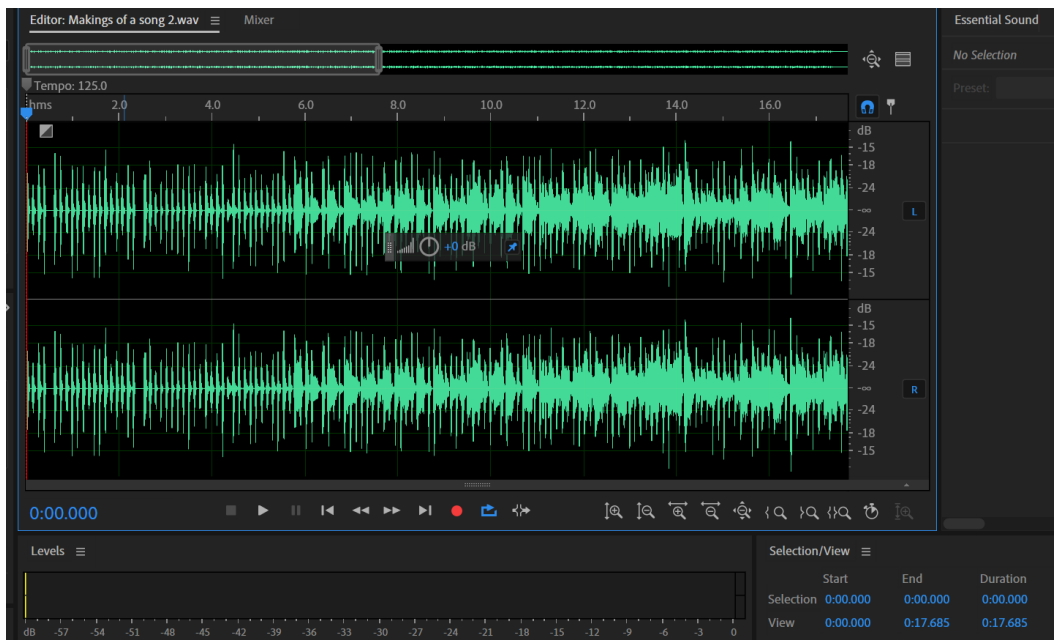 Editor: Makings of a song 2.wav Mixer Essential Sound
No Selection
Preset:
Tempo: 125.0
hms 2.0 4.0 6.0 8.0 10.0 12.0 14.0 16.0
dB
-15
-18
-24
-∞ L
-24
-18
-15
+0 dB
dB
-15
-18
-24
-∞ R
-24
-18
-15
0:00.000
Levels
dB -57 -54 -51 -48 -45 -42 -39 -36 -33 -30 -27 -24 -21 -18 -15 -12 -9 -6 -3 0
Selection/View
Start End Duration
Selection 0:00.000 0:00.000 0:00.000
View 0:00.000 0:17.685 0:17.685